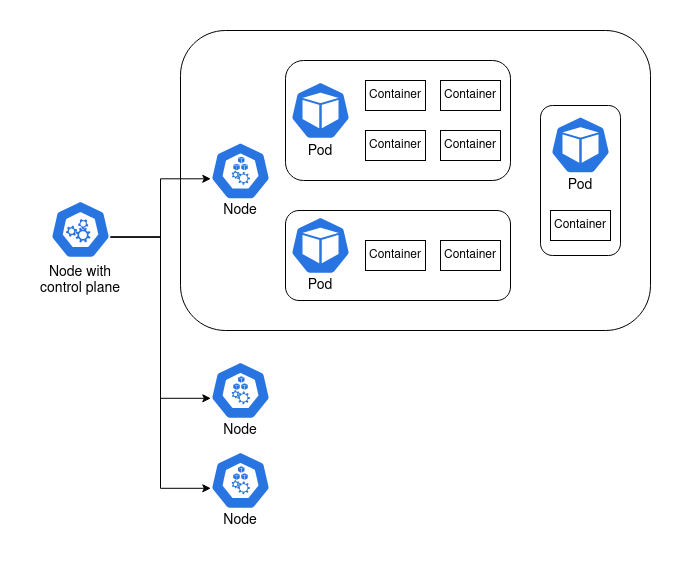 Container
Container
Container
Container
Pod
Pod
Container
Node
Container
Container
Pod
Node with
control plane
Node
Node